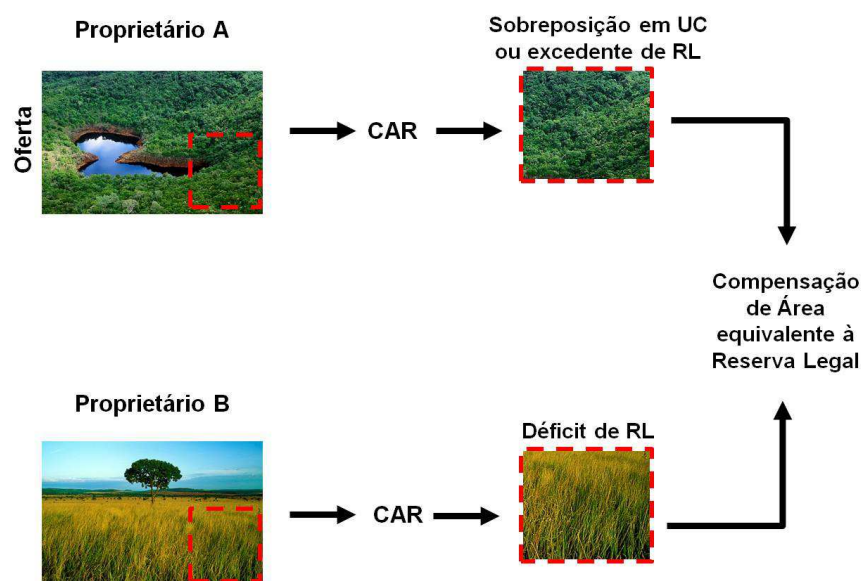 Proprietário A
Oferta
CAR
Sobreposição em UC
ou excedente de RL
Compensação
de Área
equivalente à
Reserva Legal
Proprietário B
CAR
Déficit de RL